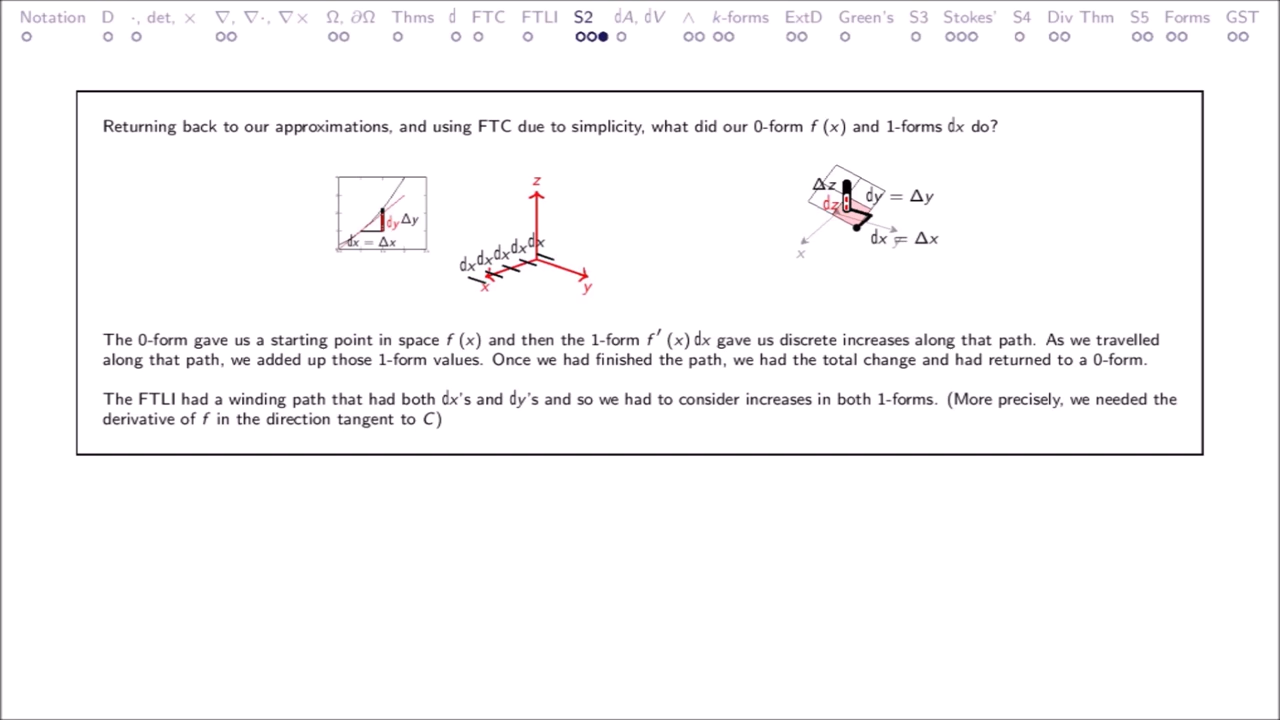 Notation D ·, det, × ∇, ∇·, ∇× Ω, ∂Ω Thms d FTC FTLI S2 dA, dV ∧ k-forms ExtD Green's S3 Stokes' S4 Div Thm S5 Forms GST
Returning back to our approximations, and using FTC due to simplicity, what did our 0-form f (x) and 1-forms dx do?
dy Δy
dx = Δx
z
dx dx dx dx dx
x
y
Δz
dz
dy = Δy
dx = Δx
x
The 0-form gave us a starting point in space f (x) and then the 1-form f′ (x) dx gave us discrete increases along that path. As we travelled
along that path, we added up those 1-form values. Once we had finished the path, we had the total change and had returned to a 0-form.
The FTLI had a winding path that had both dx's and dy's and so we had to consider increases in both 1-forms. (More precisely, we needed the
derivative of f in the direction tangent to C)